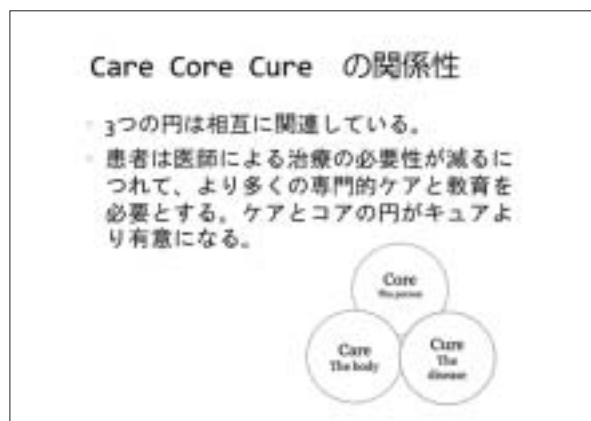 Care Core Cure の関係性
3つの円は相互に関連している。
患者は医師による治療の必要性が減るに
つれて、より多くの専門的ケアと教育を
必要とする。ケアとコアの円がキュアよ
り有意になる。
Core
The person
Care
The body
Cure
The
disease